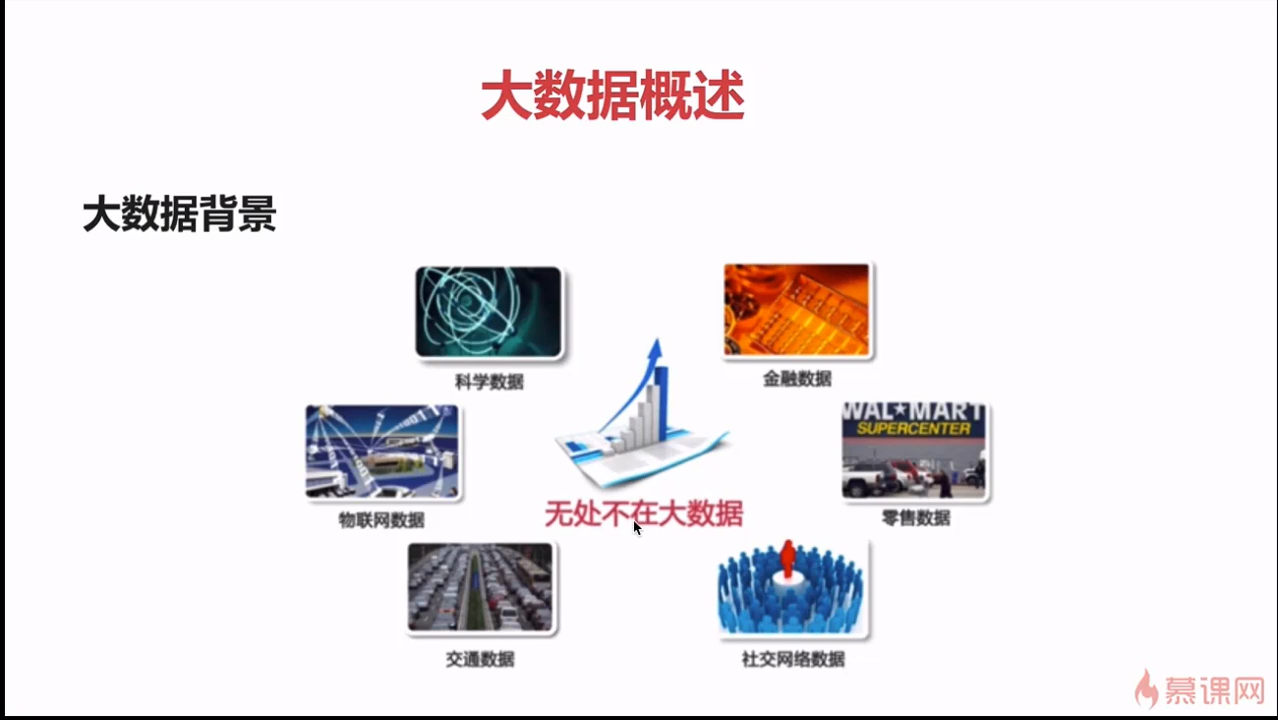 大数据概述
大数据背景
科学数据
金融数据
WAL★MART
SUPERCENTER
物联网数据
无处不在大数据
零售数据
交通数据
社交网络数据
慕课网